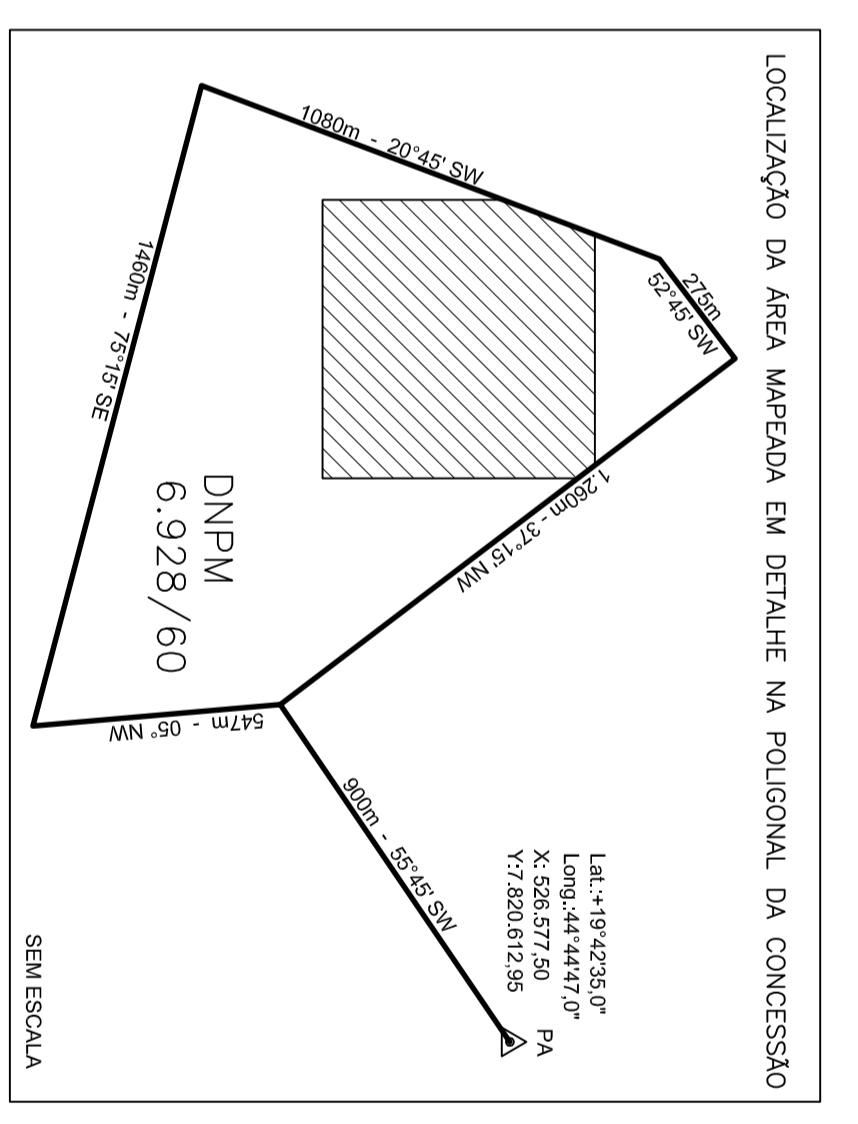 LOCALIZAÇÃO DA ÁREA MAPEADA EM DETALHE NA POLIGONAL DA CONCESSÃO
275m
52°45' SW
1080m - 20°45' SW
1.260m - 37°15' NW
Lat.:+19°42'35,0"
Long.:44°44'47,0"
X: 526.577,50
Y:7.820.612,95
PA
900m - 55°45' SW
DNPM
6.928/60
547m - 05° NW
1460m - 75°15' SE
SEM ESCALA